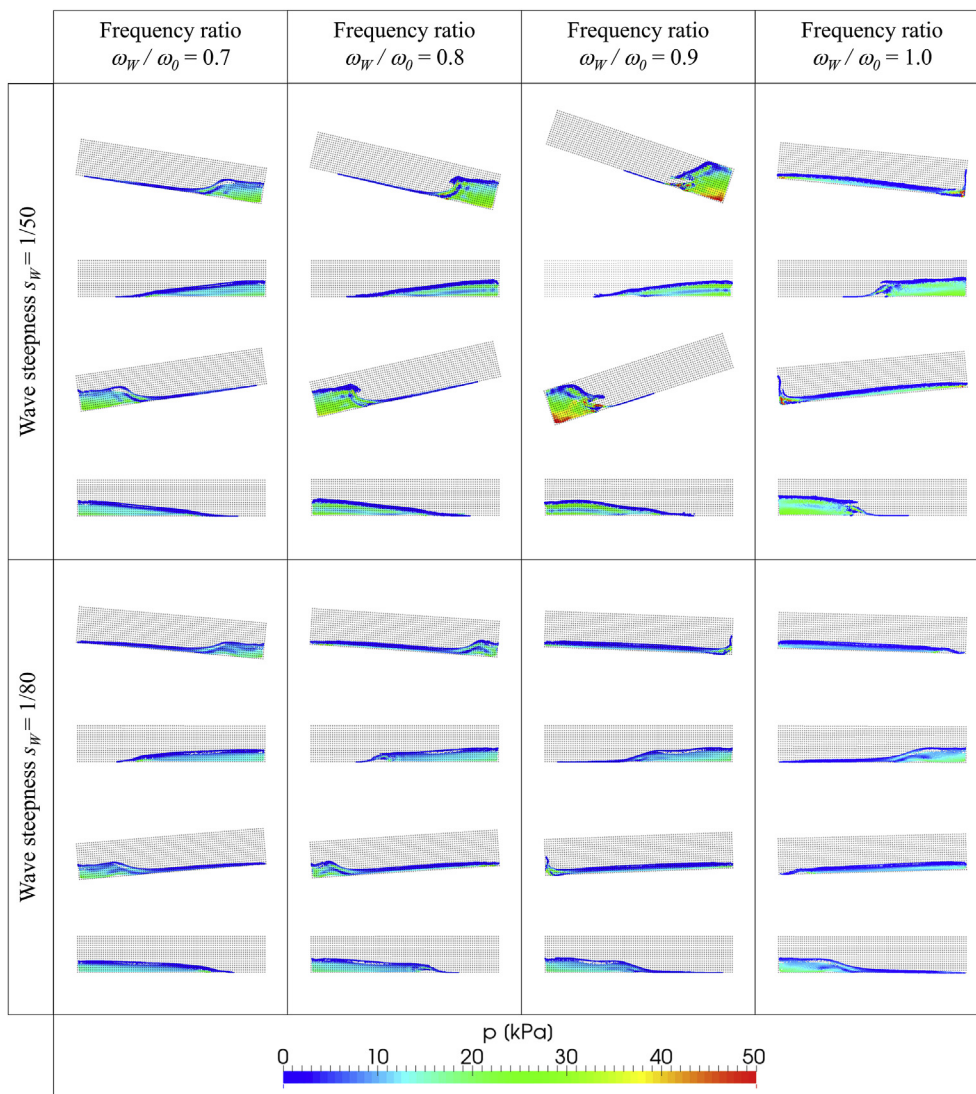 Frequency ratio
ω_W / ω_0 = 0.7
Frequency ratio
ω_W / ω_0 = 0.8
Frequency ratio
ω_W / ω_0 = 0.9
Frequency ratio
ω_W / ω_0 = 1.0
Wave steepness s_W = 1/50
Wave steepness s_W = 1/80
p [kPa]
0 10 20 30 40 50